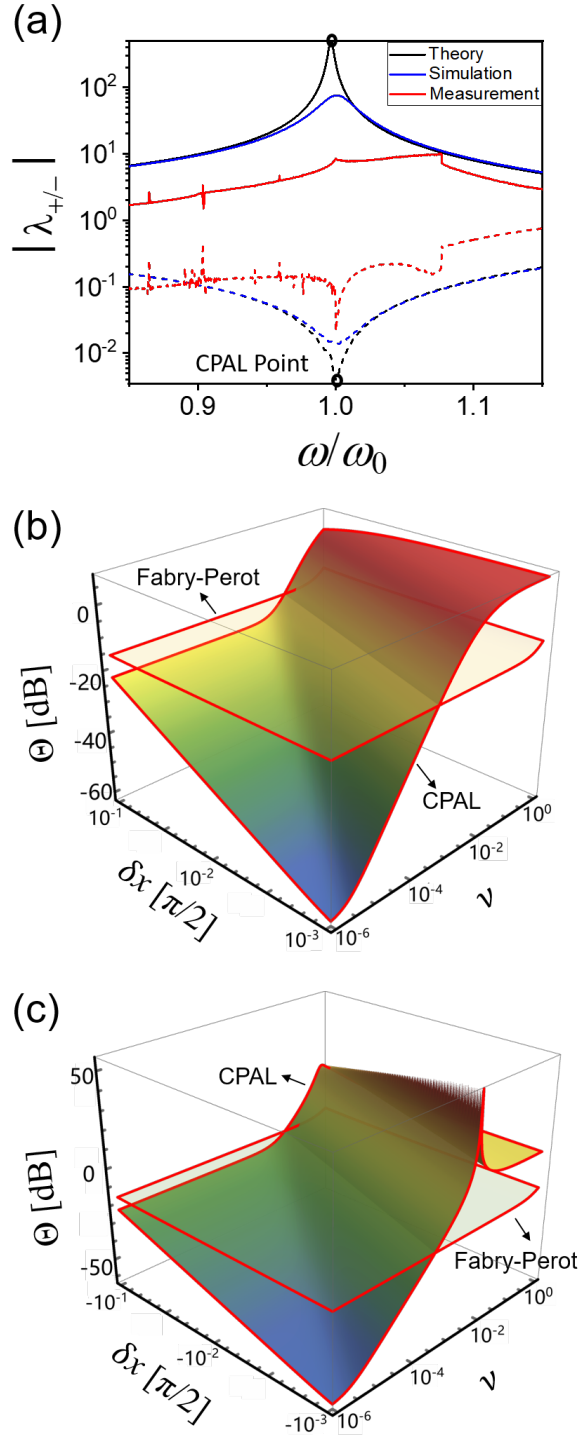 (a)
Theory
Simulation
Measurement
10²
10¹
10⁰
10⁻¹
10⁻²
|λ₊/₋|
CPAL Point
0.9 1.0 1.1
ω/ω₀
(b)
Fabry-Perot
CPAL
0
-20
-40
-60
Θ [dB]
10⁻¹
10⁻²
10⁻³
δx [π/2]
10⁻⁶
10⁻⁴
10⁻²
10⁰
ν
(c)
CPAL
Fabry-Perot
50
0
-50
Θ [dB]
-10⁻¹
-10⁻²
-10⁻³
δx [π/2]
10⁻⁶
10⁻⁴
10⁻²
10⁰
ν